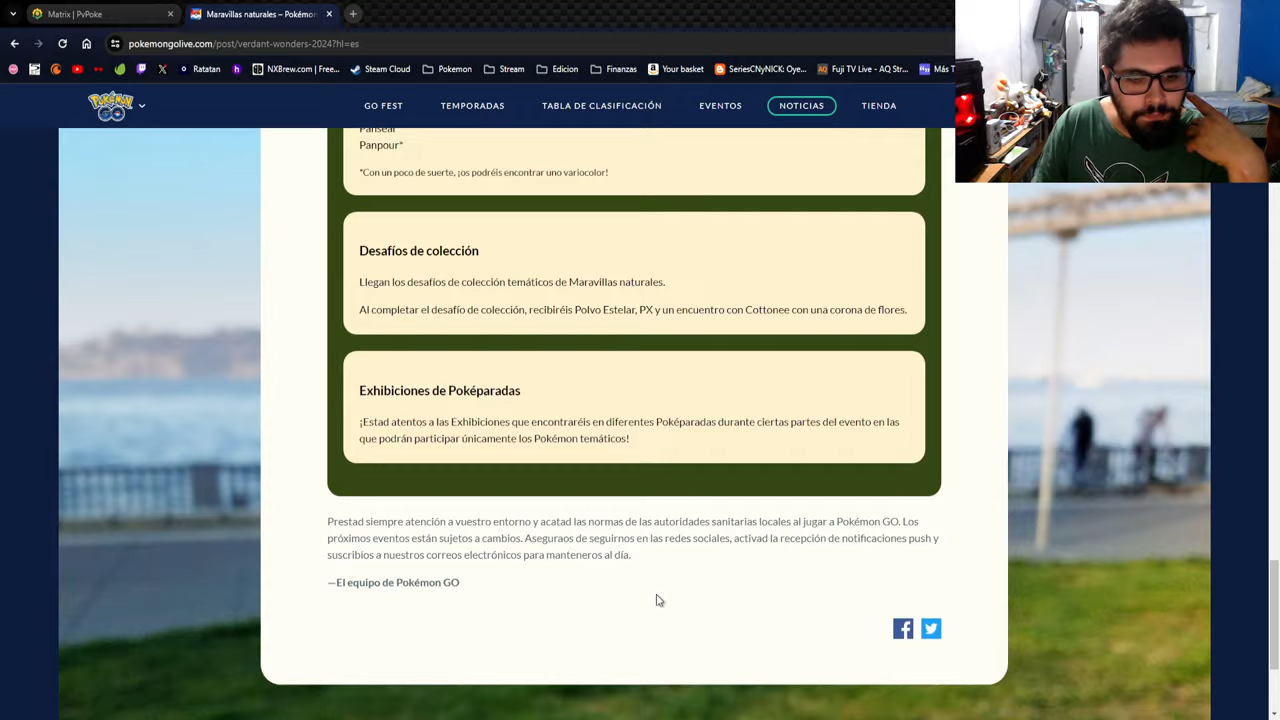 Matrix | PvPoke
Maravillas naturales – Pokémon
pokemongolive.com/post/verdant-wonders-2024?hl=es
Ratatan
NXBrew.com | Free...
Steam Cloud
Pokemon
Stream
Edicion
Finanzas
Your basket
SeriesCNyNICK: Oye...
Fuji TV Live - AQ Str...
Más T
POKÉMON GO
GO FEST
TEMPORADAS
TABLA DE CLASIFICACIÓN
EVENTOS
NOTICIAS
TIENDA
Pansear
Panpour*
*Con un poco de suerte, ¡os podréis encontrar uno variocolor!
Desafíos de colección
Llegan los desafíos de colección temáticos de Maravillas naturales.
Al completar el desafío de colección, recibiréis Polvo Estelar, PX y un encuentro con Cottonee con una corona de flores.
Exhibiciones de Poképaradas
¡Estad atentos a las Exhibiciones que encontraréis en diferentes Poképaradas durante ciertas partes del evento en las
que podrán participar únicamente los Pokémon temáticos!
Prestad siempre atención a vuestro entorno y acatad las normas de las autoridades sanitarias locales al jugar a Pokémon GO. Los
próximos eventos están sujetos a cambios. Aseguraos de seguirnos en las redes sociales, activad la recepción de notificaciones push y
suscribíos a nuestros correos electrónicos para manteneros al día.
—El equipo de Pokémon GO